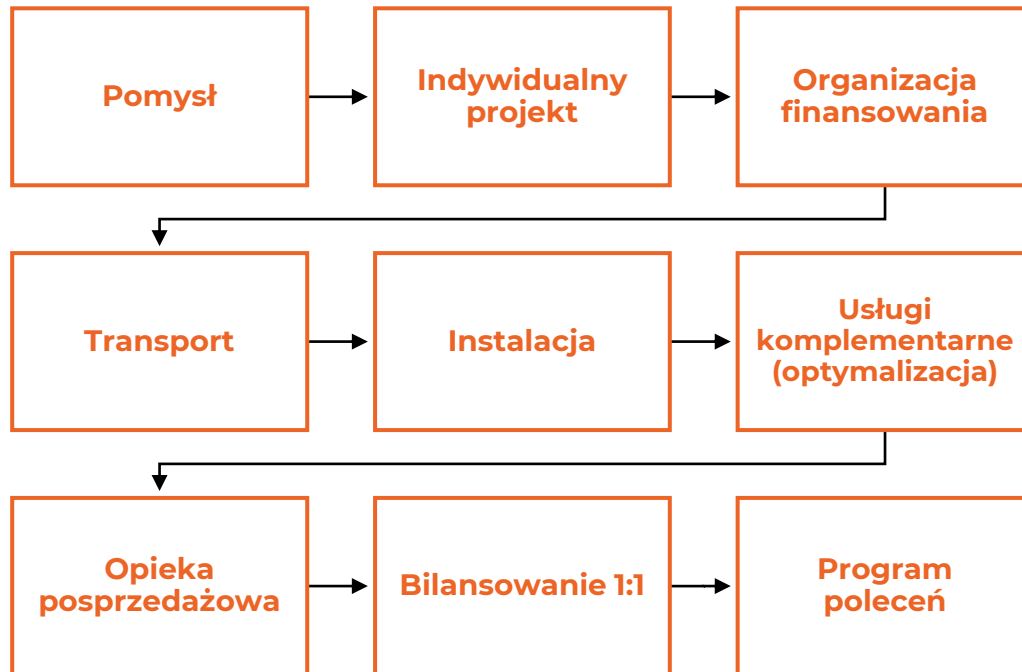 Pomysł
Indywidualny
projekt
Organizacja
finansowania
Transport
Instalacja
Usługi
komplementarne
(optymalizacja)
Opieka
posprzedażowa
Bilansowanie 1:1
Program
poleceń